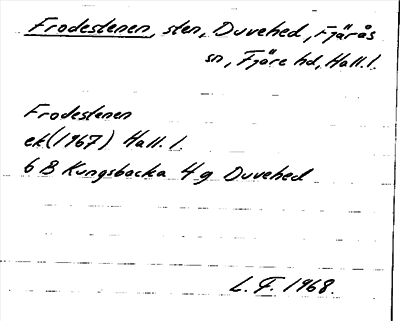 Frodestenen, sten, Duvehed, Fjärås
sn, Fjäre hd, Hall. l.
Frodestenen
ek. (1967) Hall. l.
6 B Kungsbacka 4 g Duvehed
L. F. 1968.